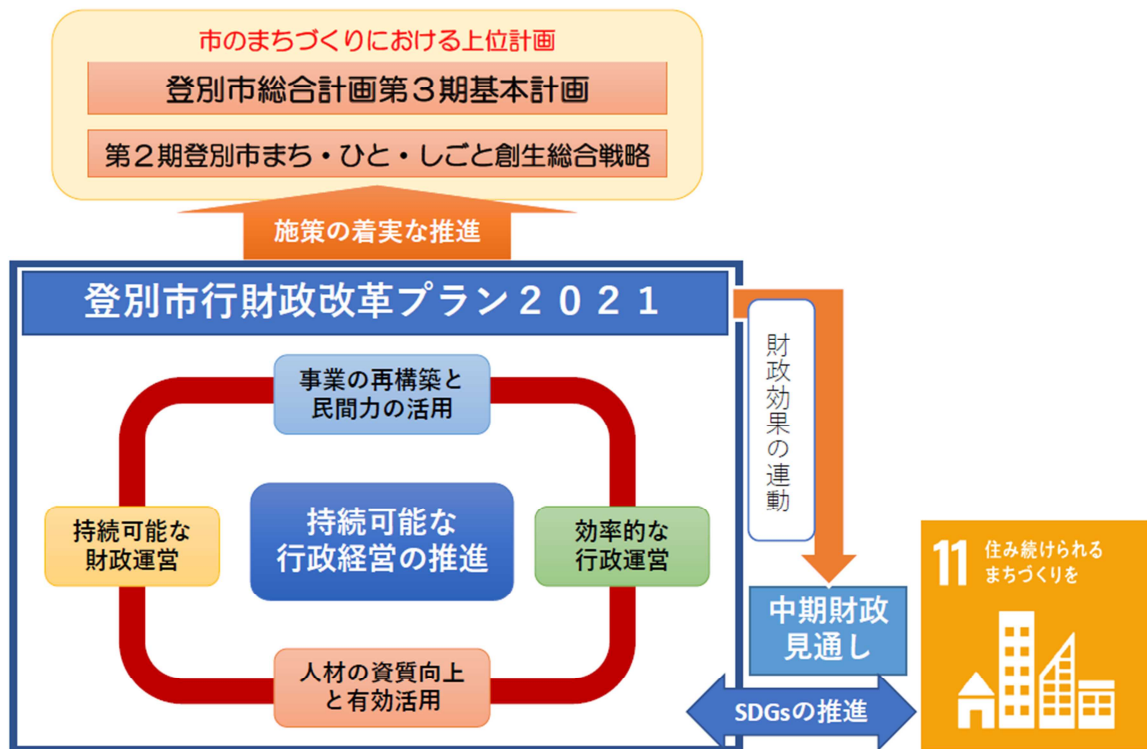 市のまちづくりにおける上位計画
登別市総合計画第3期基本計画
第2期登別市まち・ひと・しごと創生総合戦略
施策の着実な推進
登別市行財政改革プラン2021
事業の再構築と
民間力の活用
持続可能な
財政運営
持続可能な
行政経営の推進
効率的な
行政運営
人材の資質向上
と有効活用
財政効果の連動
中期財政
見通し
SDGsの推進
11 住み続けられる
まちづくりを